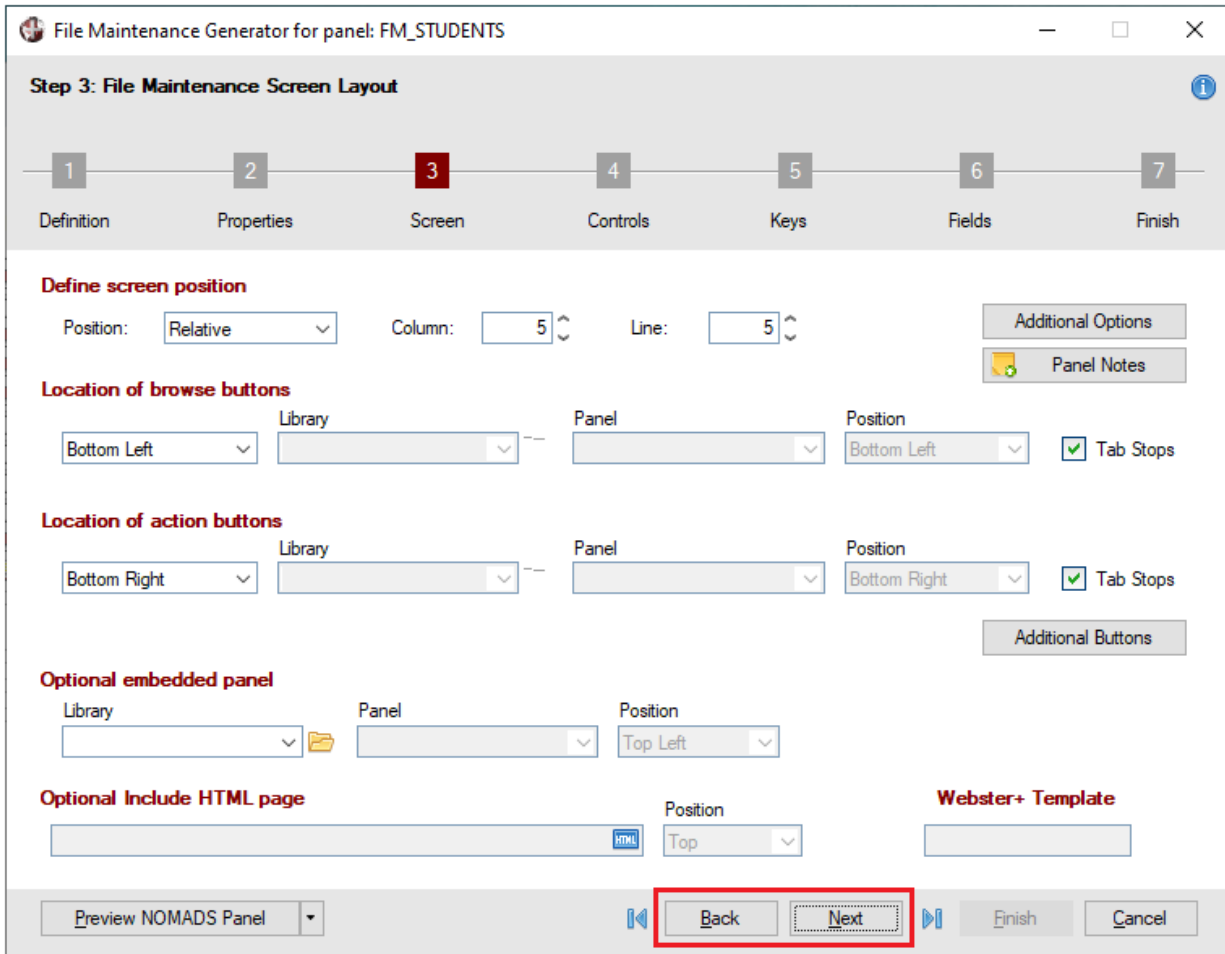 File Maintenance Generator for panel: FM_STUDENTS
Step 3: File Maintenance Screen Layout
1 2 3 4 5 6 7
Definition Properties Screen Controls Keys Fields Finish
Define screen position
Position: Relative Column: 5 Line: 5 Additional Options
Panel Notes
Location of browse buttons
Library Panel Position
Bottom Left Bottom Left Tab Stops
Location of action buttons
Library Panel Position
Bottom Right Bottom Right Tab Stops
Additional Buttons
Optional embedded panel
Library Panel Position
Top Left
Optional Include HTML page Position Webster+ Template
HTML Top
Preview NOMADS Panel Back Next Finish Cancel